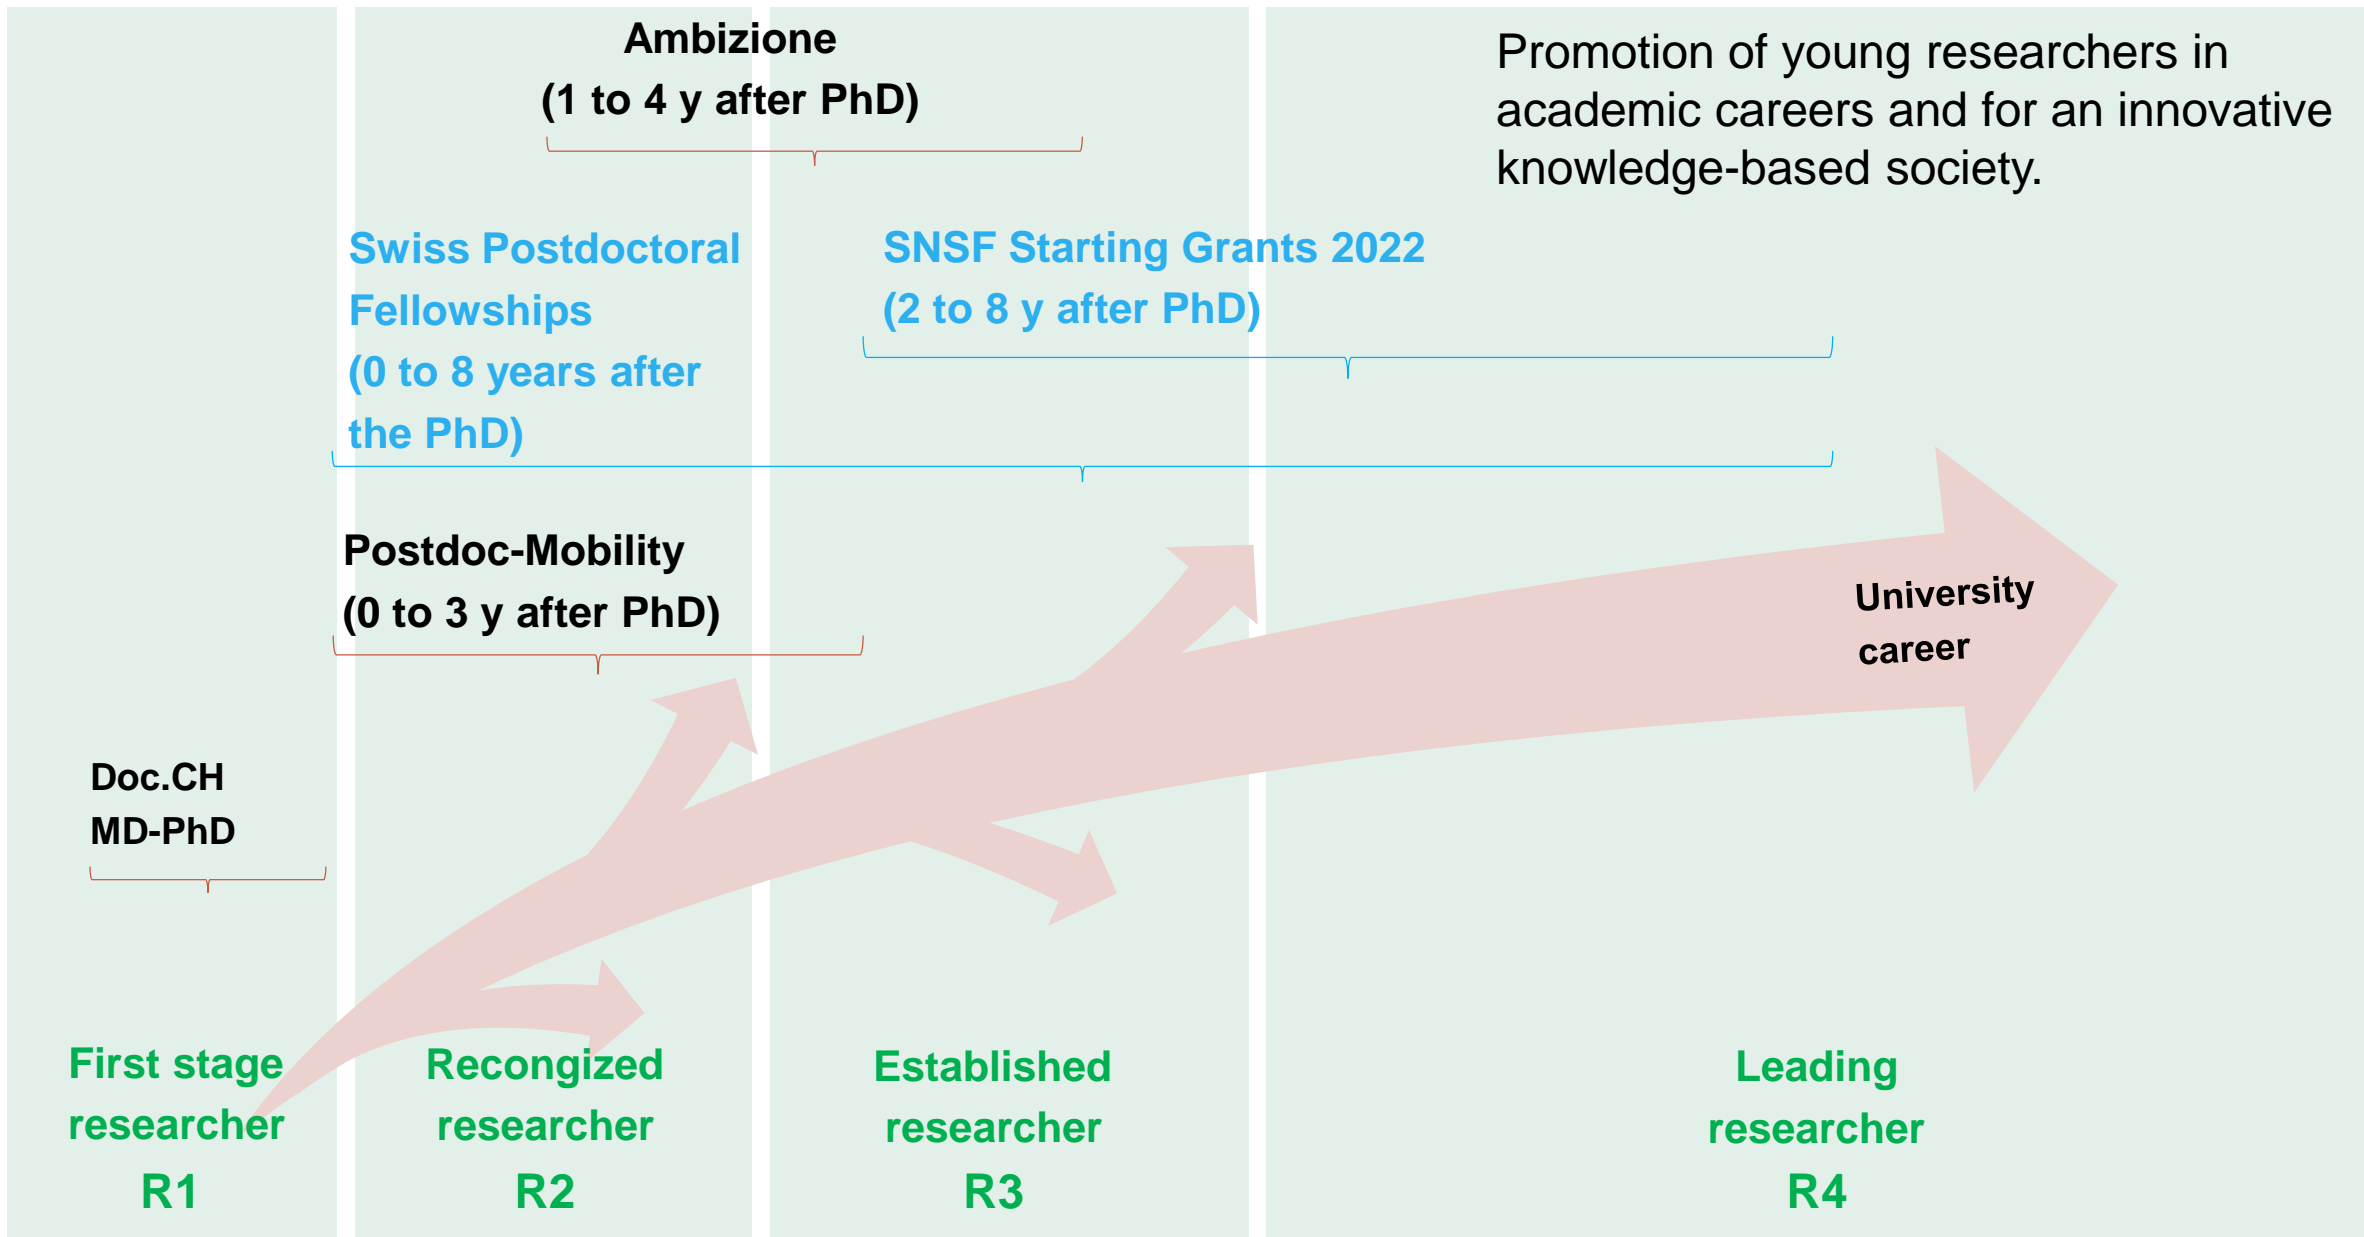 Ambizione
(1 to 4 y after PhD)
Promotion of young researchers in
academic careers and for an innovative
knowledge-based society.
Swiss Postdoctoral
Fellowships
(0 to 8 years after
the PhD)
SNSF Starting Grants 2022
(2 to 8 y after PhD)
Postdoc-Mobility
(0 to 3 y after PhD)
University
career
Doc.CH
MD-PhD
First stage
researcher
R1
Recongized
researcher
R2
Established
researcher
R3
Leading
researcher
R4